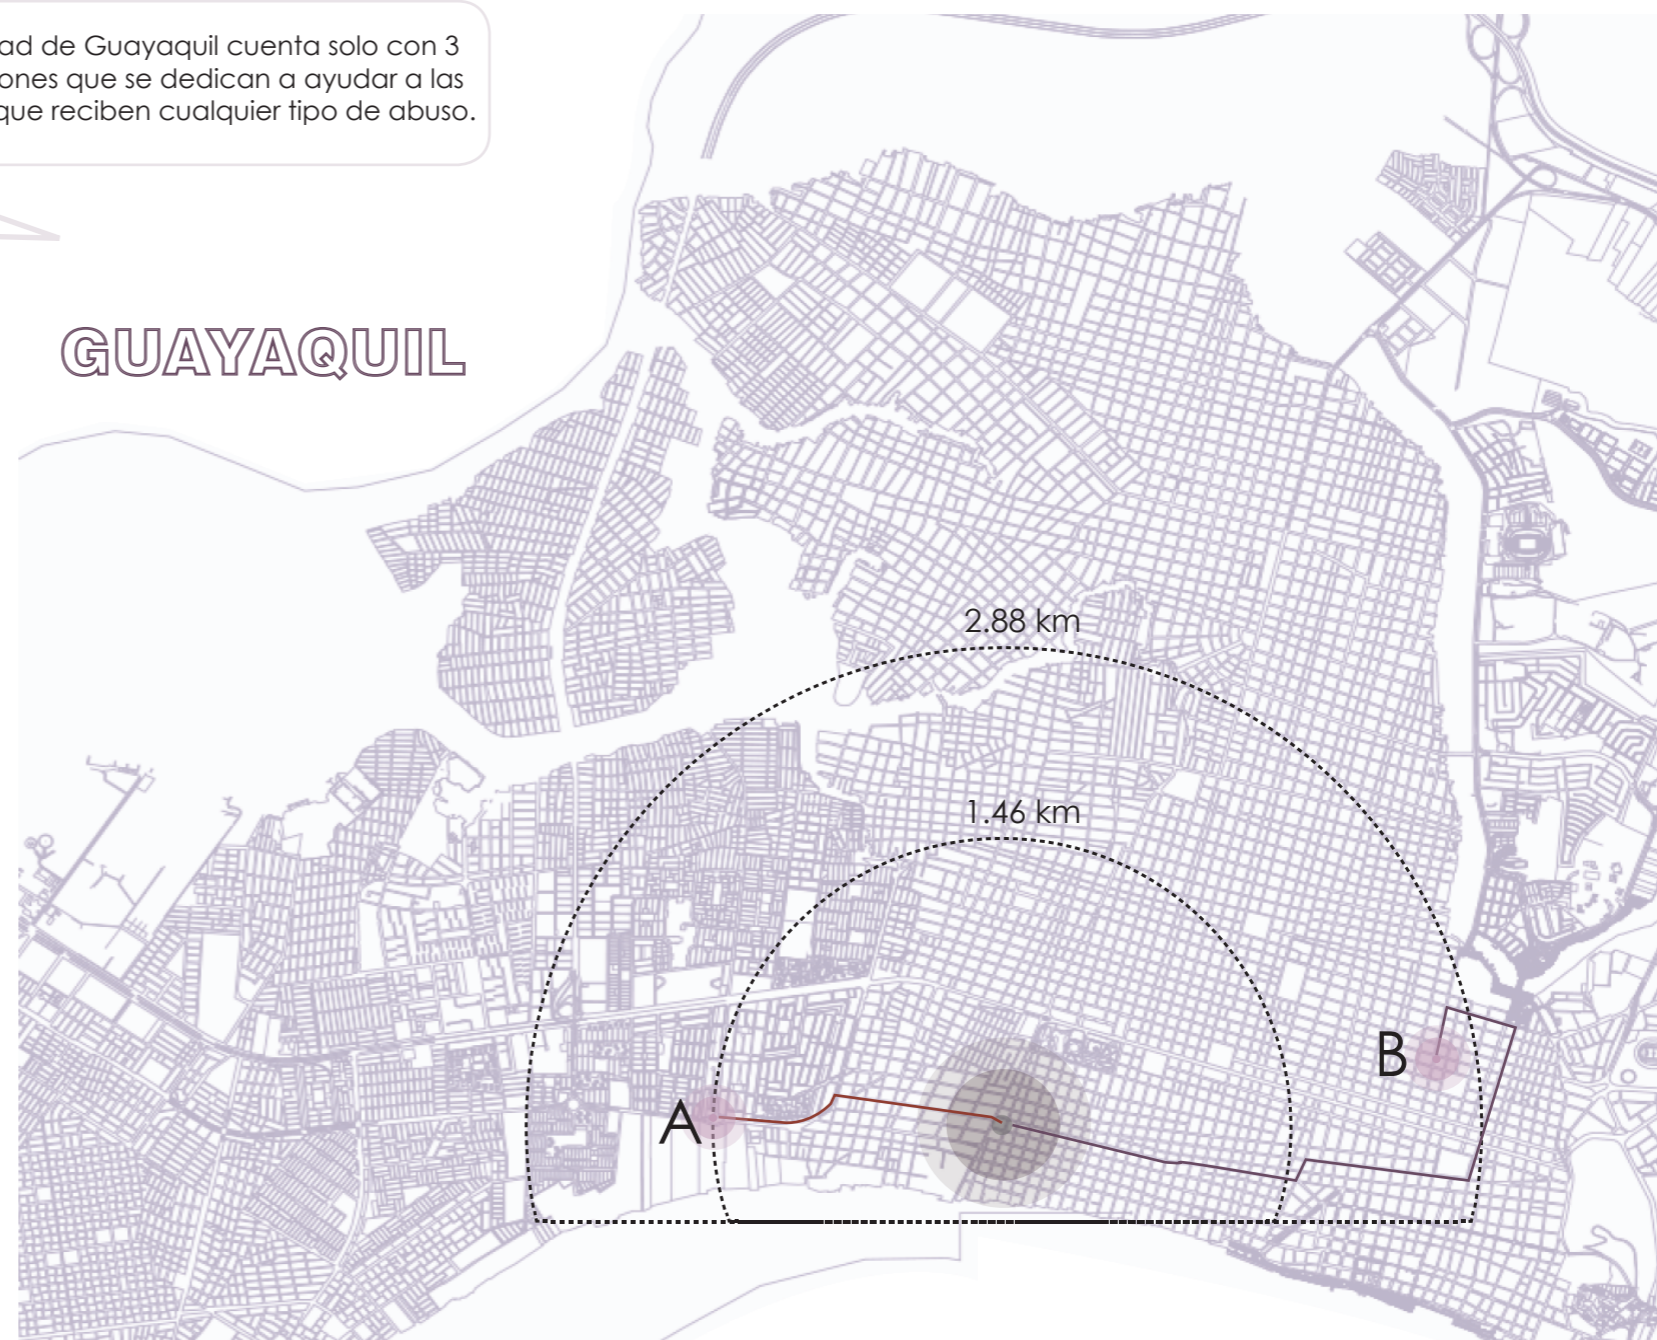 ad de Guayaquil cuenta solo con 3
ones que se dedican a ayudar a las
que reciben cualquier tipo de abuso.
GUAYAQUIL
2.88 km
1.46 km
B
A